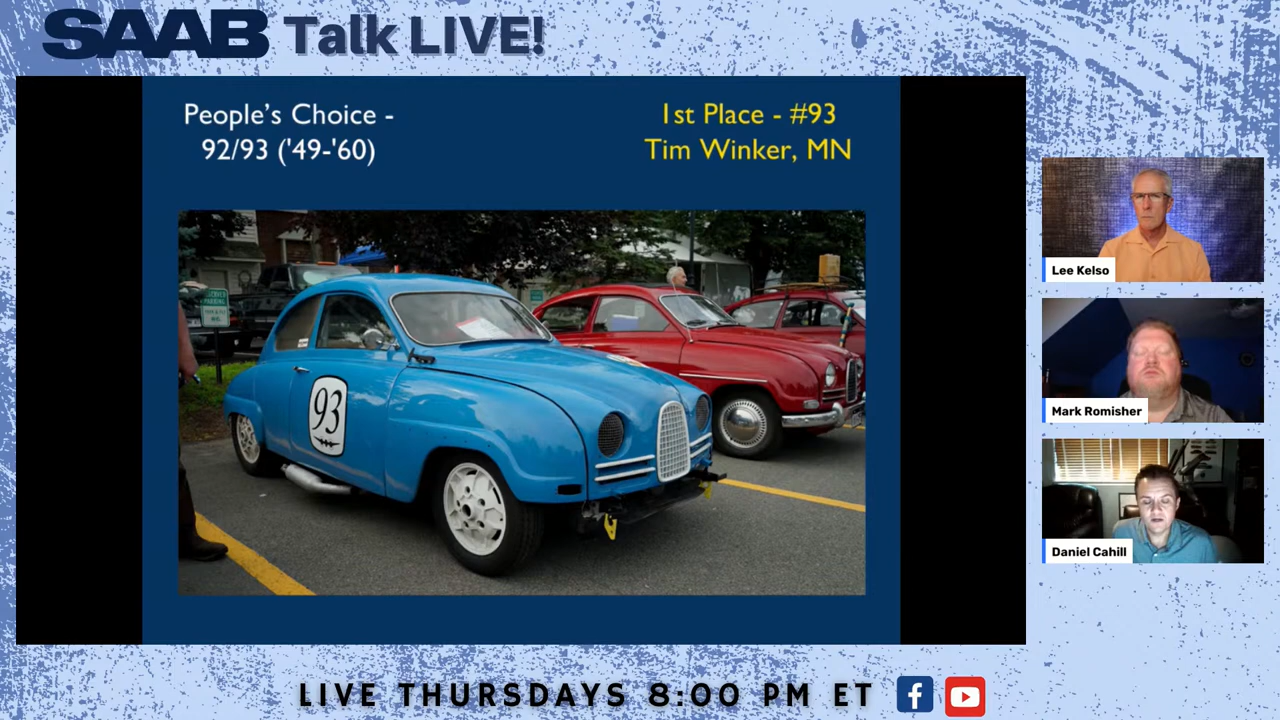 SAAB Talk LIVE!
People's Choice -
92/93 ('49-'60)
1st Place - #93
Tim Winker, MN
93
Lee Kelso
Mark Romisher
Daniel Cahill
LIVE THURSDAYS 8:00 PM ET